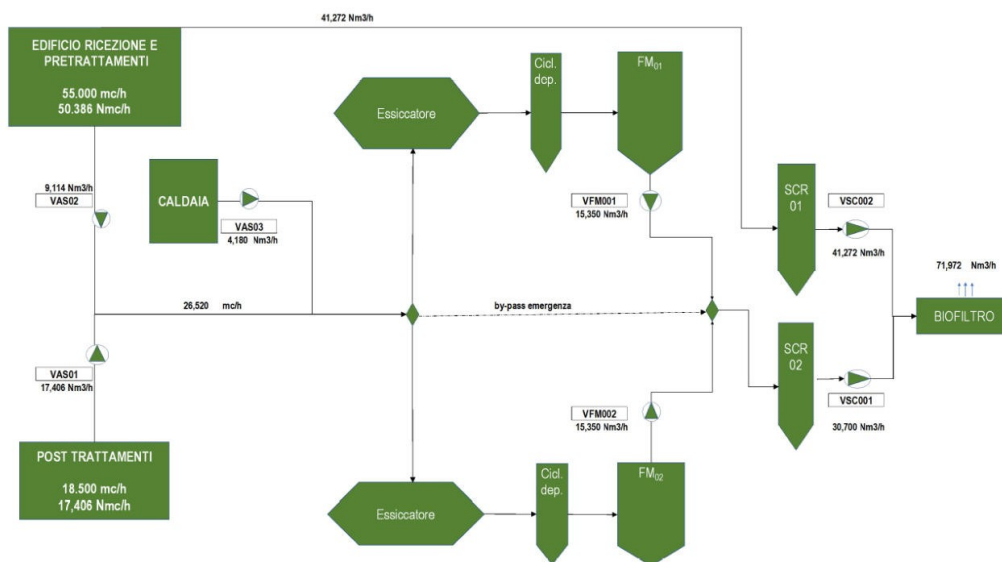 41,272 Nm3/h
EDIFICIO RICEZIONE E
PRETRATTAMENTI
55.000 mc/h
50.386 Nmc/h
Cicl.
dep.
FM01
Essiccatore
9,114 Nm3/h
VAS02
CALDAIA
VAS03
4,180 Nm3/h
VFM001
15,350 Nm3/h
SCR
01
VSC002
41,272 Nm3/h
71,972 Nm3/h
BIOFILTRO
26,520 mc/h
by-pass emergenza
SCR
02
VSC001
30,700 Nm3/h
VAS01
17,406 Nm3/h
VFM002
15,350 Nm3/h
POST TRATTAMENTI
18.500 mc/h
17,406 Nmc/h
Essiccatore
Cicl.
dep.
FM02